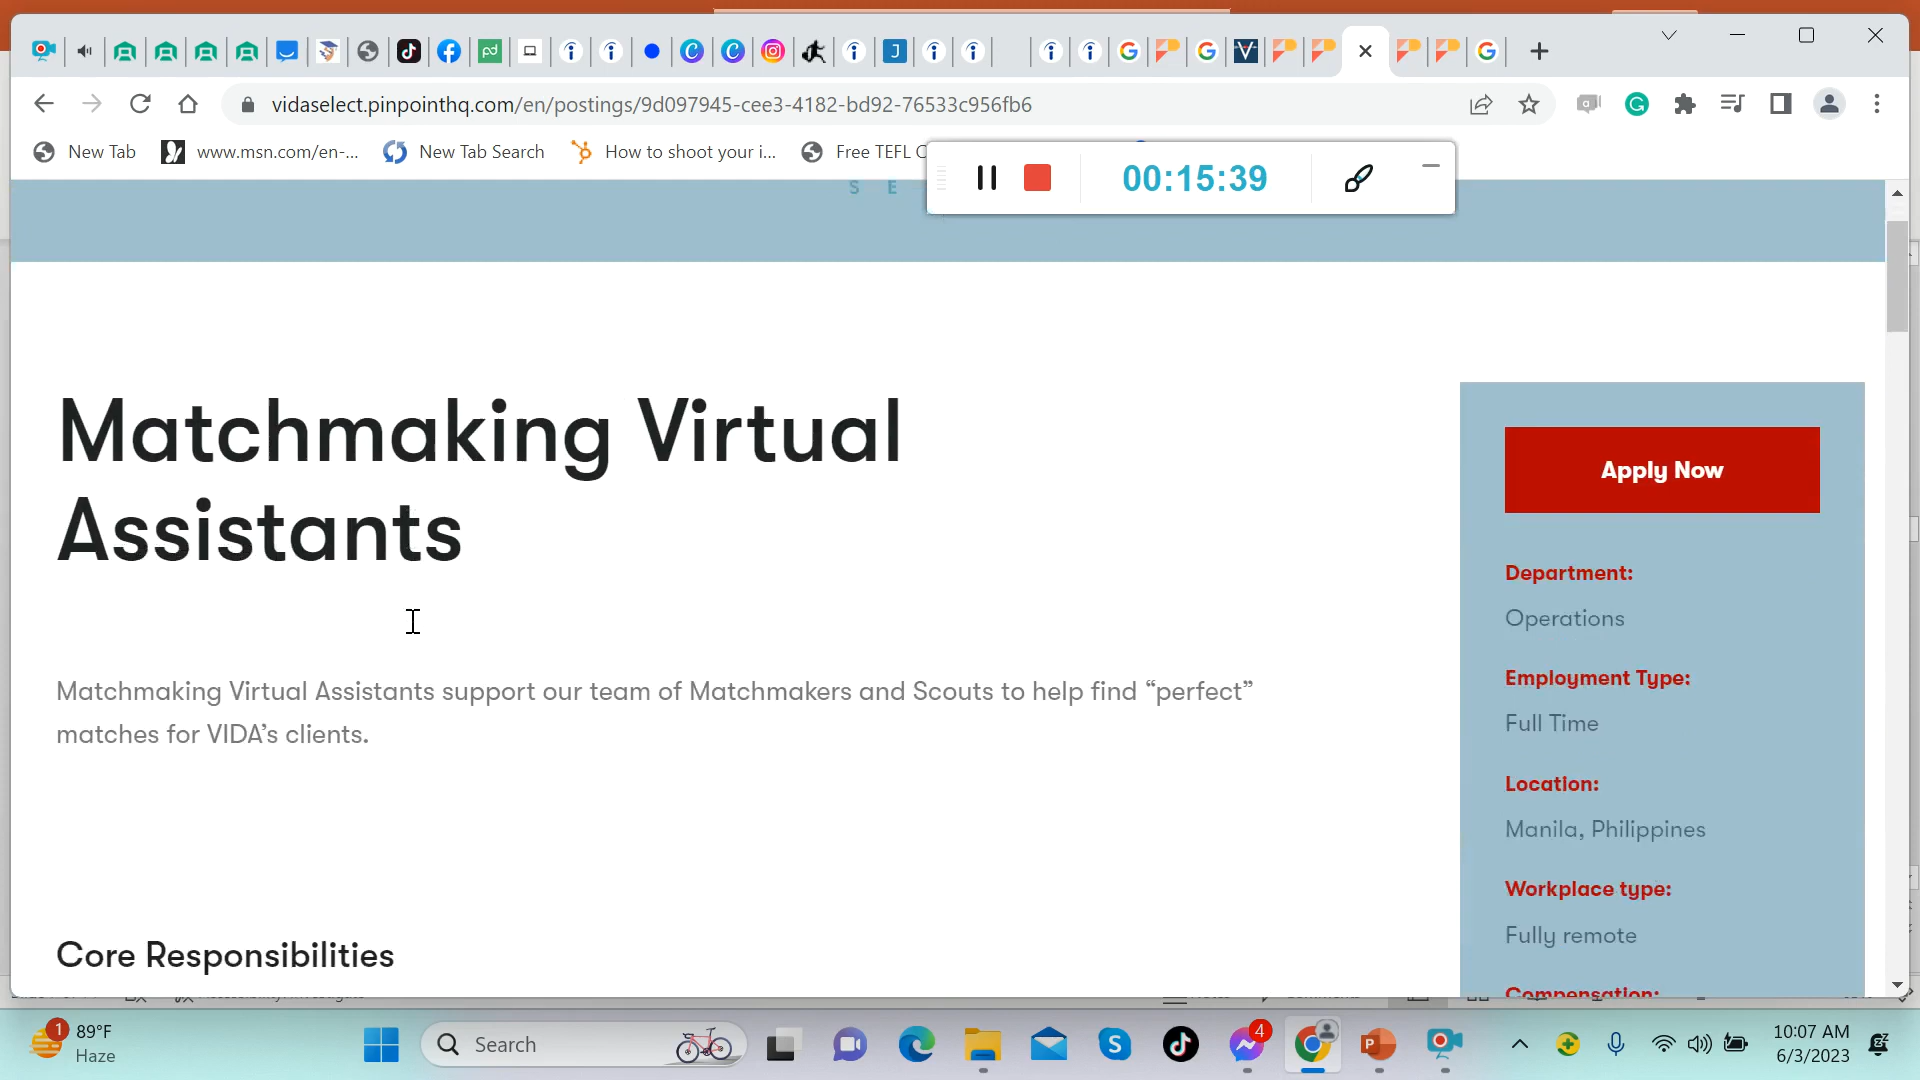 vidaselect.pinpointhq.com/en/postings/9d097945-cee3-4182-bd92-76533c956fb6
New Tab
www.msn.com/en-...
New Tab Search
How to shoot your i...
Free TEFL C
00:15:39
S E
Matchmaking Virtual
Assistants
Matchmaking Virtual Assistants support our team of Matchmakers and Scouts to help find “perfect”
matches for VIDA’s clients.
Core Responsibilities
Apply Now
Department:
Operations
Employment Type:
Full Time
Location:
Manila, Philippines
Workplace type:
Fully remote
Compensation:
1
89°F
Haze
Search
4
10:07 AM
6/3/2023